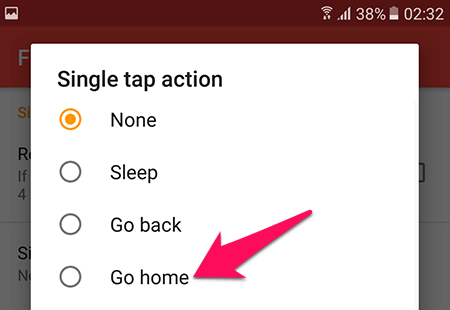 38% 02:32
F
Single tap action
Si
None
Re
Sleep
If
4
Go back
Si
Go home
No